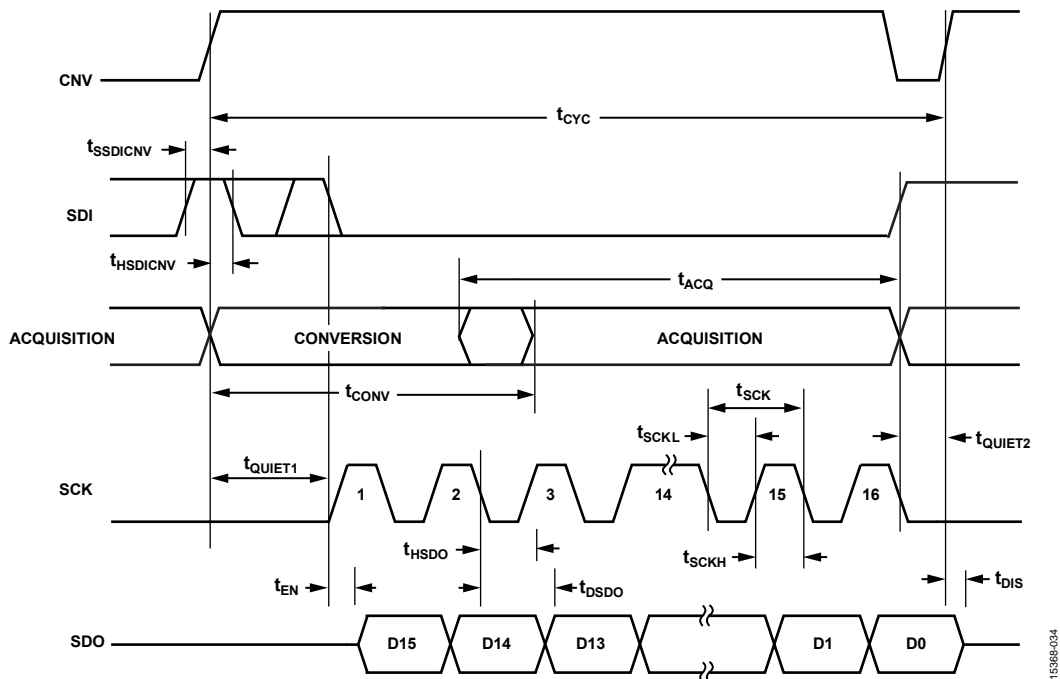 CNV
tCYC
tSSDICNV
SDI
tHSDICNV
tACQ
ACQUISITION
CONVERSION
ACQUISITION
tCONV
tSCK
tSCKL
tQUIET2
tQUIET1
SCK
1
2
3
14
15
16
tHSDO
tSCKH
tEN
tDSDO
tDIS
SDO
D15
D14
D13
D1
D0
15368-034